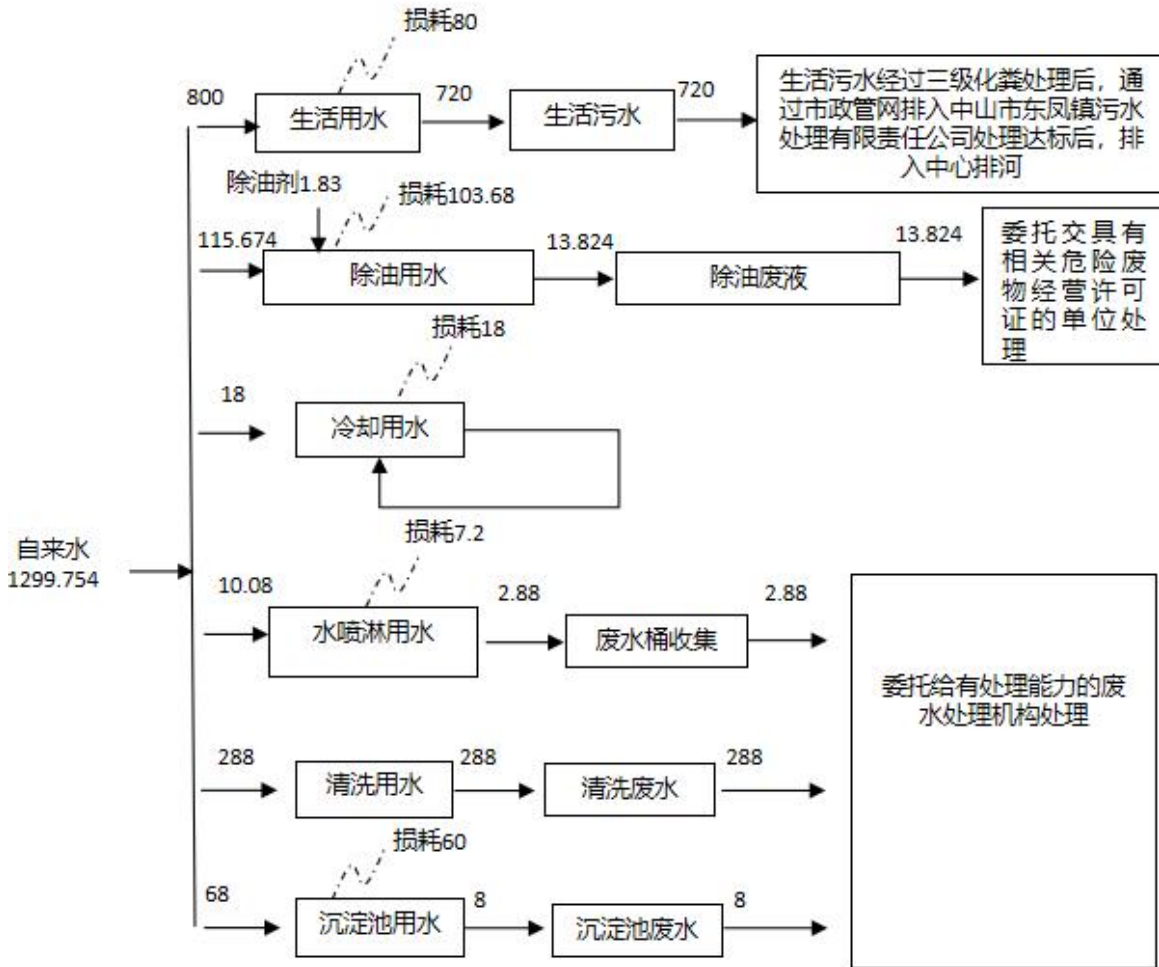 损耗80
800
生活用水
720
生活污水
720
生活污水经过三级化粪处理后，通
过市政管网排入中山市东凤镇污水
处理有限责任公司处理达标后，排
入中心排河
除油剂1.83
损耗103.68
115.674
除油用水
13.824
除油废液
13.824
委托交具有
相关危险废
物经营许可
证的单位处
理
损耗18
18
冷却用水
自来水
1299.754
损耗7.2
10.08
水喷淋用水
2.88
废水桶收集
2.88
委托给有处理能力的废
水处理机构处理
288
清洗用水
288
清洗废水
288
损耗60
68
沉淀池用水
8
沉淀池废水
8